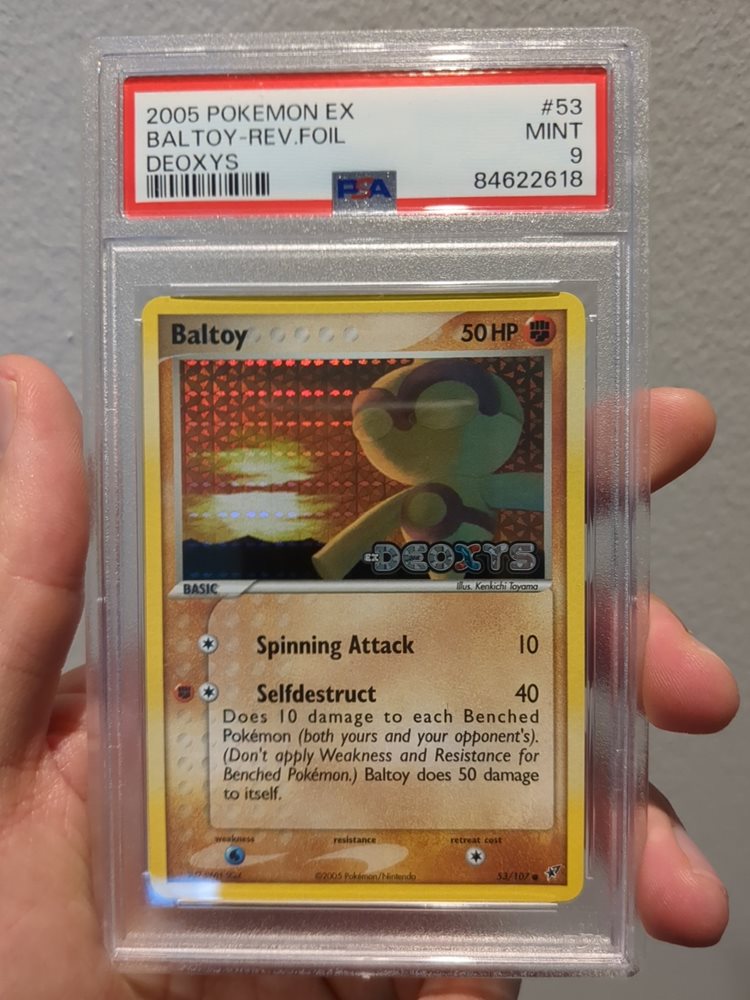 2005 POKEMON EX #53
BALTOY-REV.FOIL MINT
DEOXYS 9
PSA 84622618
Baltoy 50 HP
EX DEOXYS
BASIC Illus. Kenkichi Toyama
Spinning Attack 10
Selfdestruct 40
Does 10 damage to each Benched
Pokémon (both yours and your opponent's).
(Don't apply Weakness and Resistance for
Benched Pokémon.) Baltoy does 50 damage
to itself.
weakness resistance retreat cost
©2005 Pokémon/Nintendo 53/107